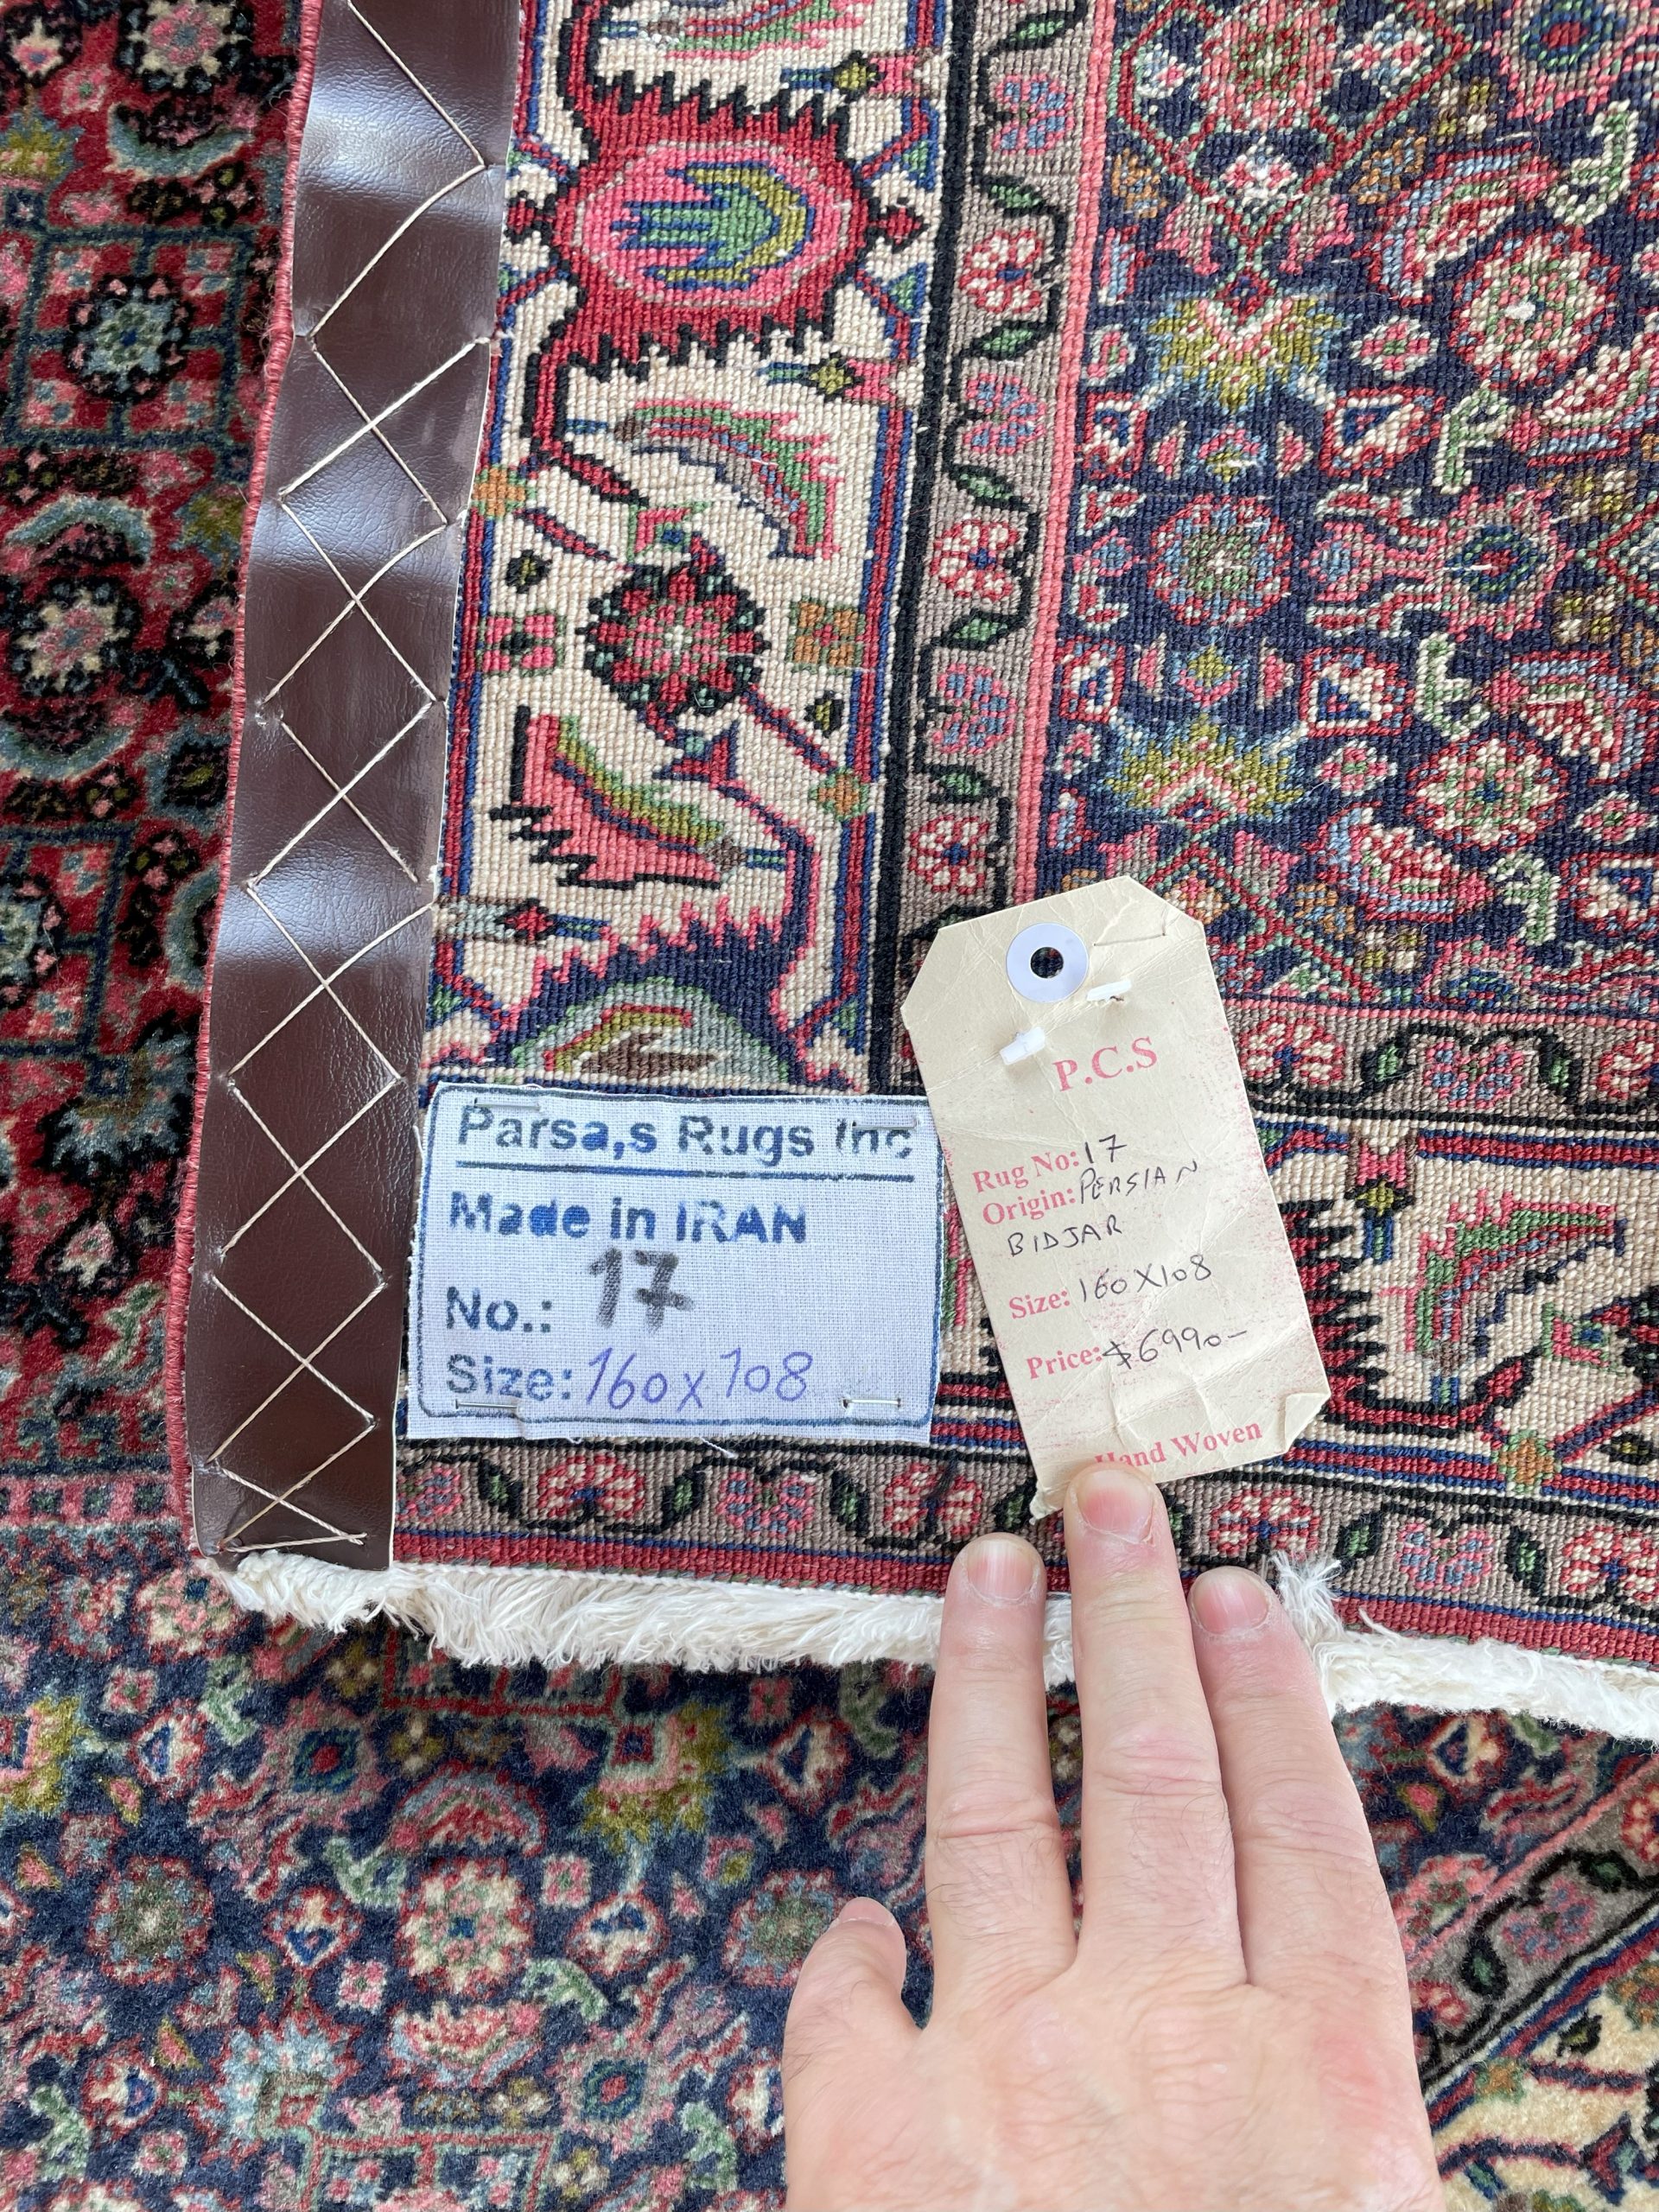 Parsa,s Rugs Inc
Made in IRAN
No.: 17
Size: 160x108
P.C.S
Rug No: 17
Origin: PERSIAN
BIDJAR
Size: 160X108
Price: $6990-
Hand Woven